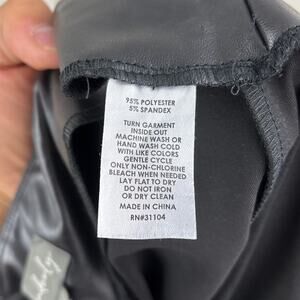 95% POLYESTER
5% SPANDEX
TURN GARMENT
INSIDE OUT
MACHINE WASH OR
HAND WASH COLD
WITH LIKE COLORS
GENTLE CYCLE
ONLY NON-CHLORINE
BLEACH WHEN NEEDED
LAY FLAT TO DRY
DO NOT IRON
OR DRY CLEAN
MADE IN CHINA
RN#31104